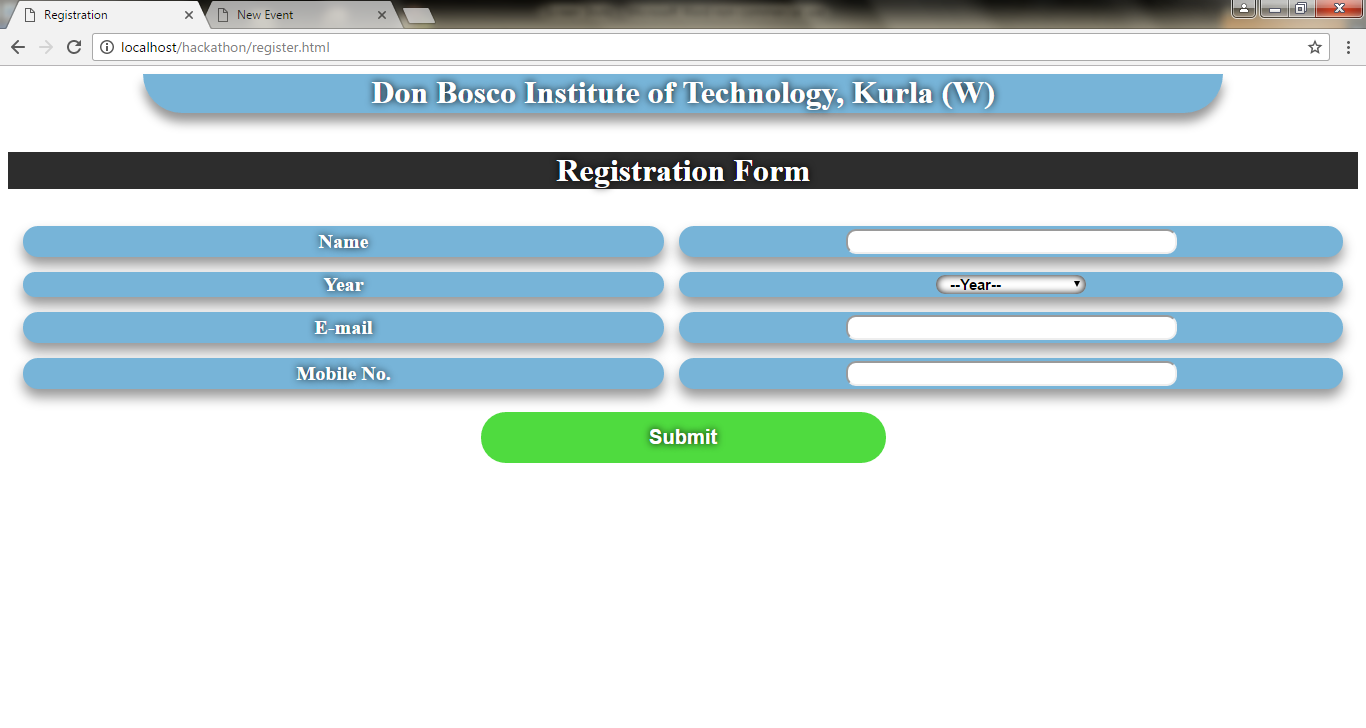 Registration
New Event
localhost/hackathon/register.html
Don Bosco Institute of Technology, Kurla (W)
Registration Form
Name
Year
--Year--
E-mail
Mobile No.
Submit